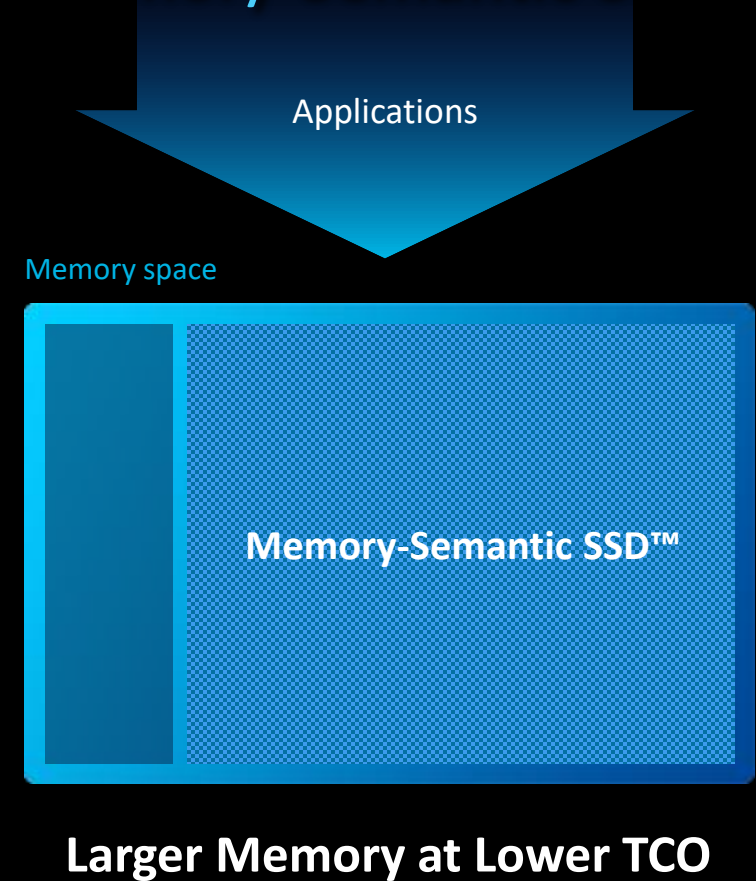 Applications
Memory space
Memory-Semantic SSD™
Larger Memory at Lower TCO